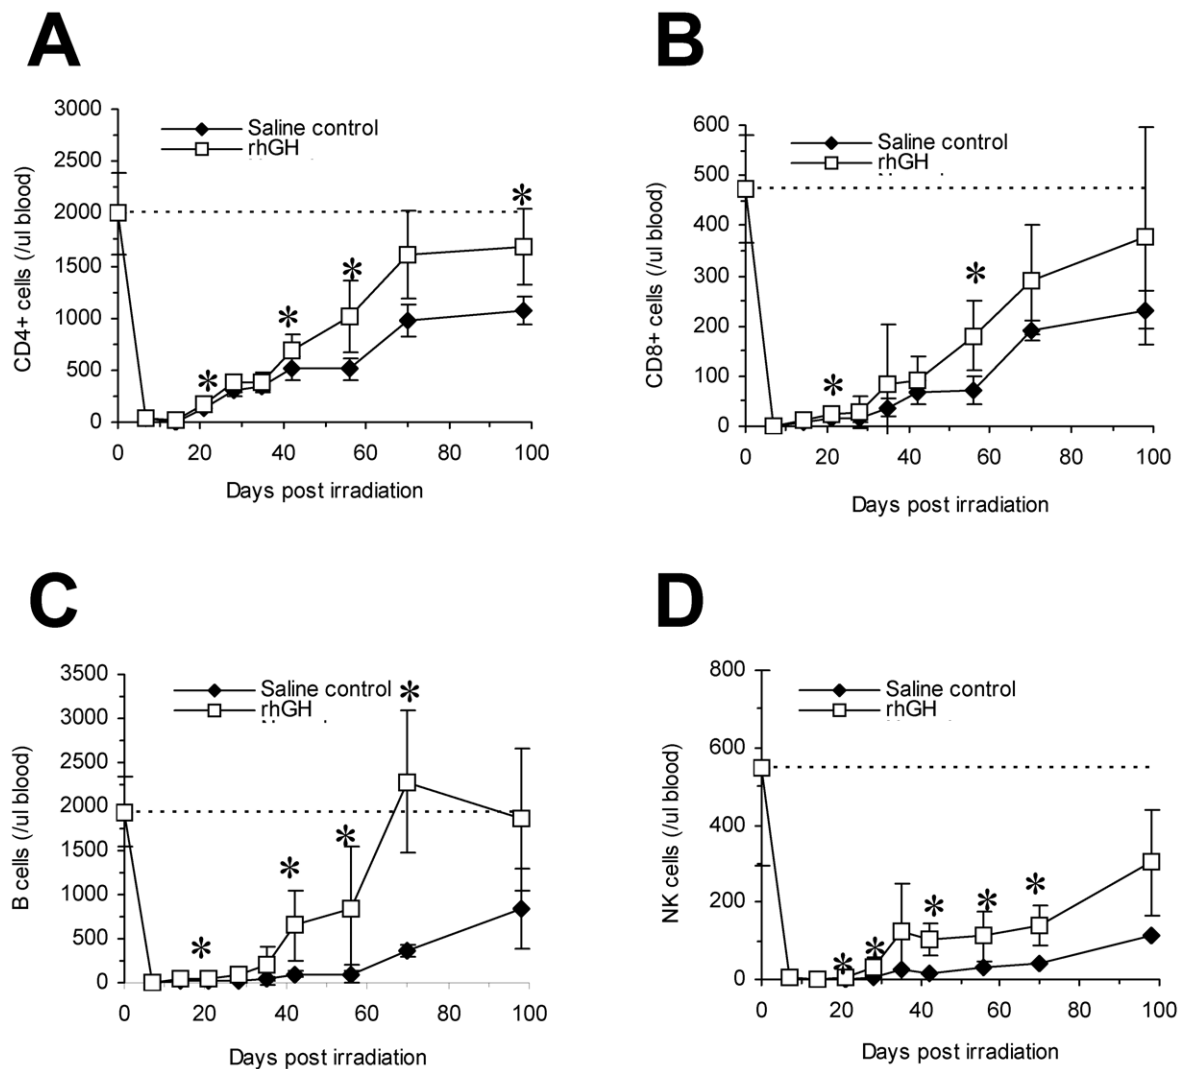 A
3000
2500
2000
1500
1000
500
0
Saline control
rhGH
*
*
*
*
0 20 40 60 80 100
CD4+ cells (/ul blood)
Days post irradiation
B
600
500
400
300
200
100
0
Saline control
rhGH
*
*
0 20 40 60 80 100
CD8+ cells (/ul blood)
Days post irradiation
C
3500
3000
2500
2000
1500
1000
500
0
Saline control
rhGH
*
*
*
*
0 20 40 60 80 100
B cells (/ul blood)
Days post irradiation
D
800
600
400
200
0
Saline control
rhGH
*
*
*
*
*
0 20 40 60 80 100
NK cells (/ul blood)
Days post irradiation